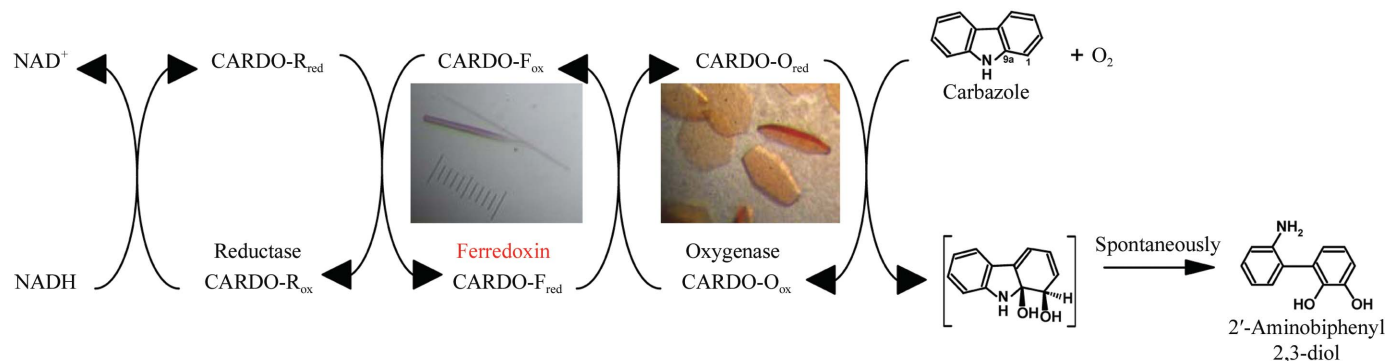 NAD⁺
CARDO-Rred
CARDO-Fox
CARDO-Ored
N
H
9a
1
Carbazole
+ O₂
Reductase
Ferredoxin
Oxygenase
NADH
CARDO-Rox
CARDO-Fred
CARDO-Oox
N
H
OH
OH
H
Spontaneously
NH₂
HO
OH
2′-Aminobiphenyl
2,3-diol